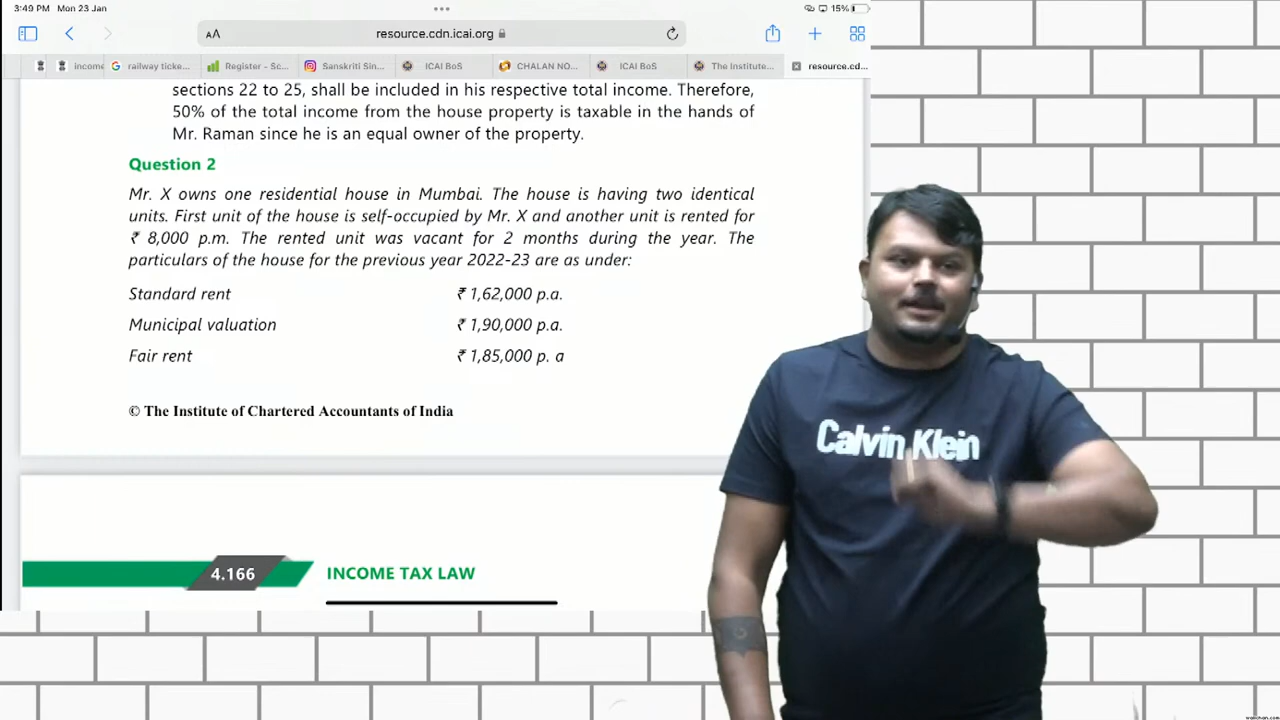 3:49 PM Mon 23 Jan
15%
AA
resource.cdn.icai.org
income
railway ticke...
Register - Sc...
Sanskriti Sin...
ICAI BoS
CHALAN NO...
ICAI BoS
The Institute...
resource.cd...
sections 22 to 25, shall be included in his respective total income. Therefore,
50% of the total income from the house property is taxable in the hands of
Mr. Raman since he is an equal owner of the property.
Question 2
Mr. X owns one residential house in Mumbai. The house is having two identical
units. First unit of the house is self-occupied by Mr. X and another unit is rented for
₹ 8,000 p.m. The rented unit was vacant for 2 months during the year. The
particulars of the house for the previous year 2022-23 are as under:
Standard rent ₹ 1,62,000 p.a.
Municipal valuation ₹ 1,90,000 p.a.
Fair rent ₹ 1,85,000 p. a
© The Institute of Chartered Accountants of India
4.166 INCOME TAX LAW
Calvin Klein